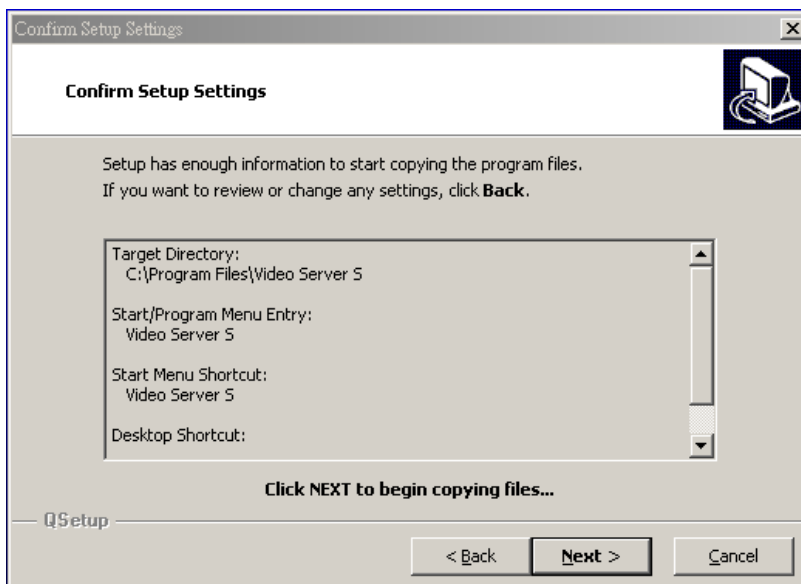 Confirm Setup Settings
Confirm Setup Settings
Setup has enough information to start copying the program files.
If you want to review or change any settings, click Back.
Target Directory:
C:\Program Files\Video Server S
Start/Program Menu Entry:
Video Server S
Start Menu Shortcut:
Video Server S
Desktop Shortcut:
Click NEXT to begin copying files...
QSetup
< Back
Next >
Cancel